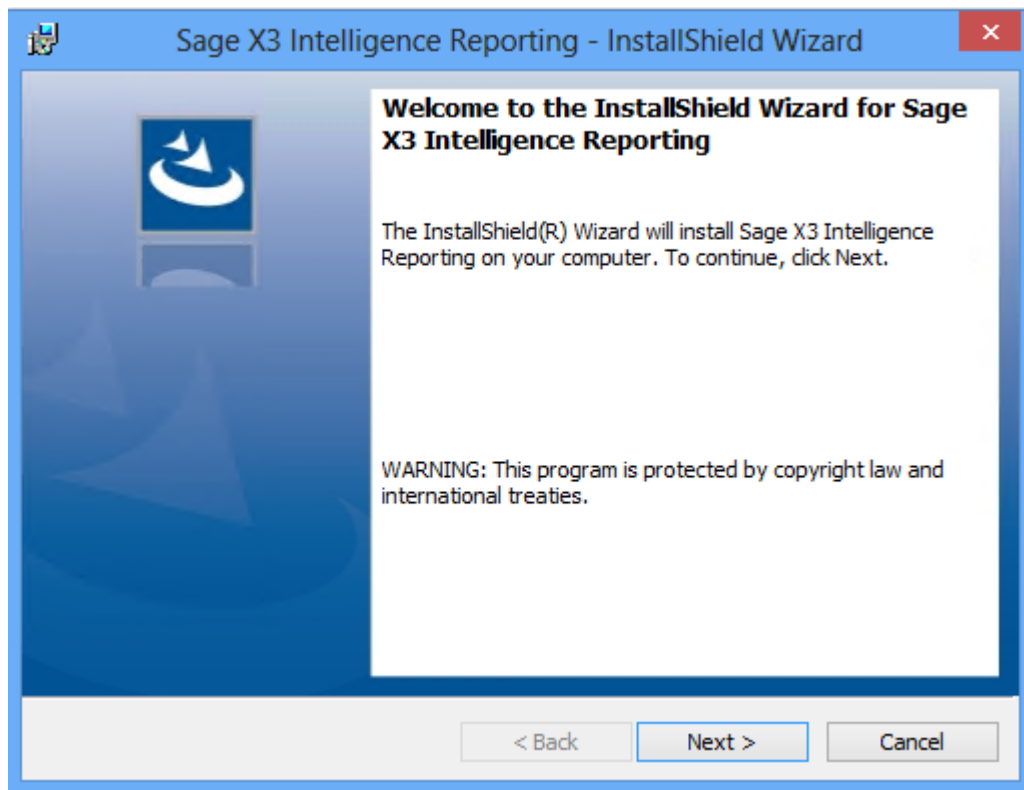 Sage X3 Intelligence Reporting - InstallShield Wizard
Welcome to the InstallShield Wizard for Sage
X3 Intelligence Reporting
The InstallShield(R) Wizard will install Sage X3 Intelligence
Reporting on your computer. To continue, click Next.
WARNING: This program is protected by copyright law and
international treaties.
< Back Next > Cancel